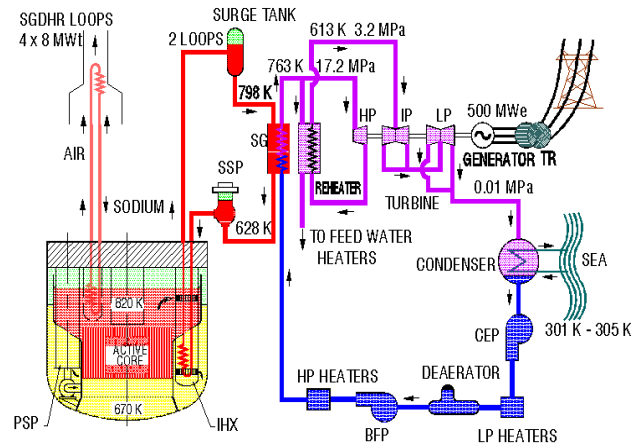 SGDHR LOOPS
4 x 8 MWt
SURGE TANK
2 LOOPS
613 K 3.2 MPa
763 K 17.2 MPa
798 K
HP
IP
LP
500 MWe
GENERATOR TR
SG
AIR
SSP
REHEATER
TURBINE
0.01 MPa
SODIUM
628 K
TO FEED WATER
HEATERS
CONDENSER
SEA
820 K
301 K - 305 K
CEP
ACTIVE
CORE
HP HEATERS
DEAERATOR
PSP
670 K
IHX
BFP
LP HEATERS